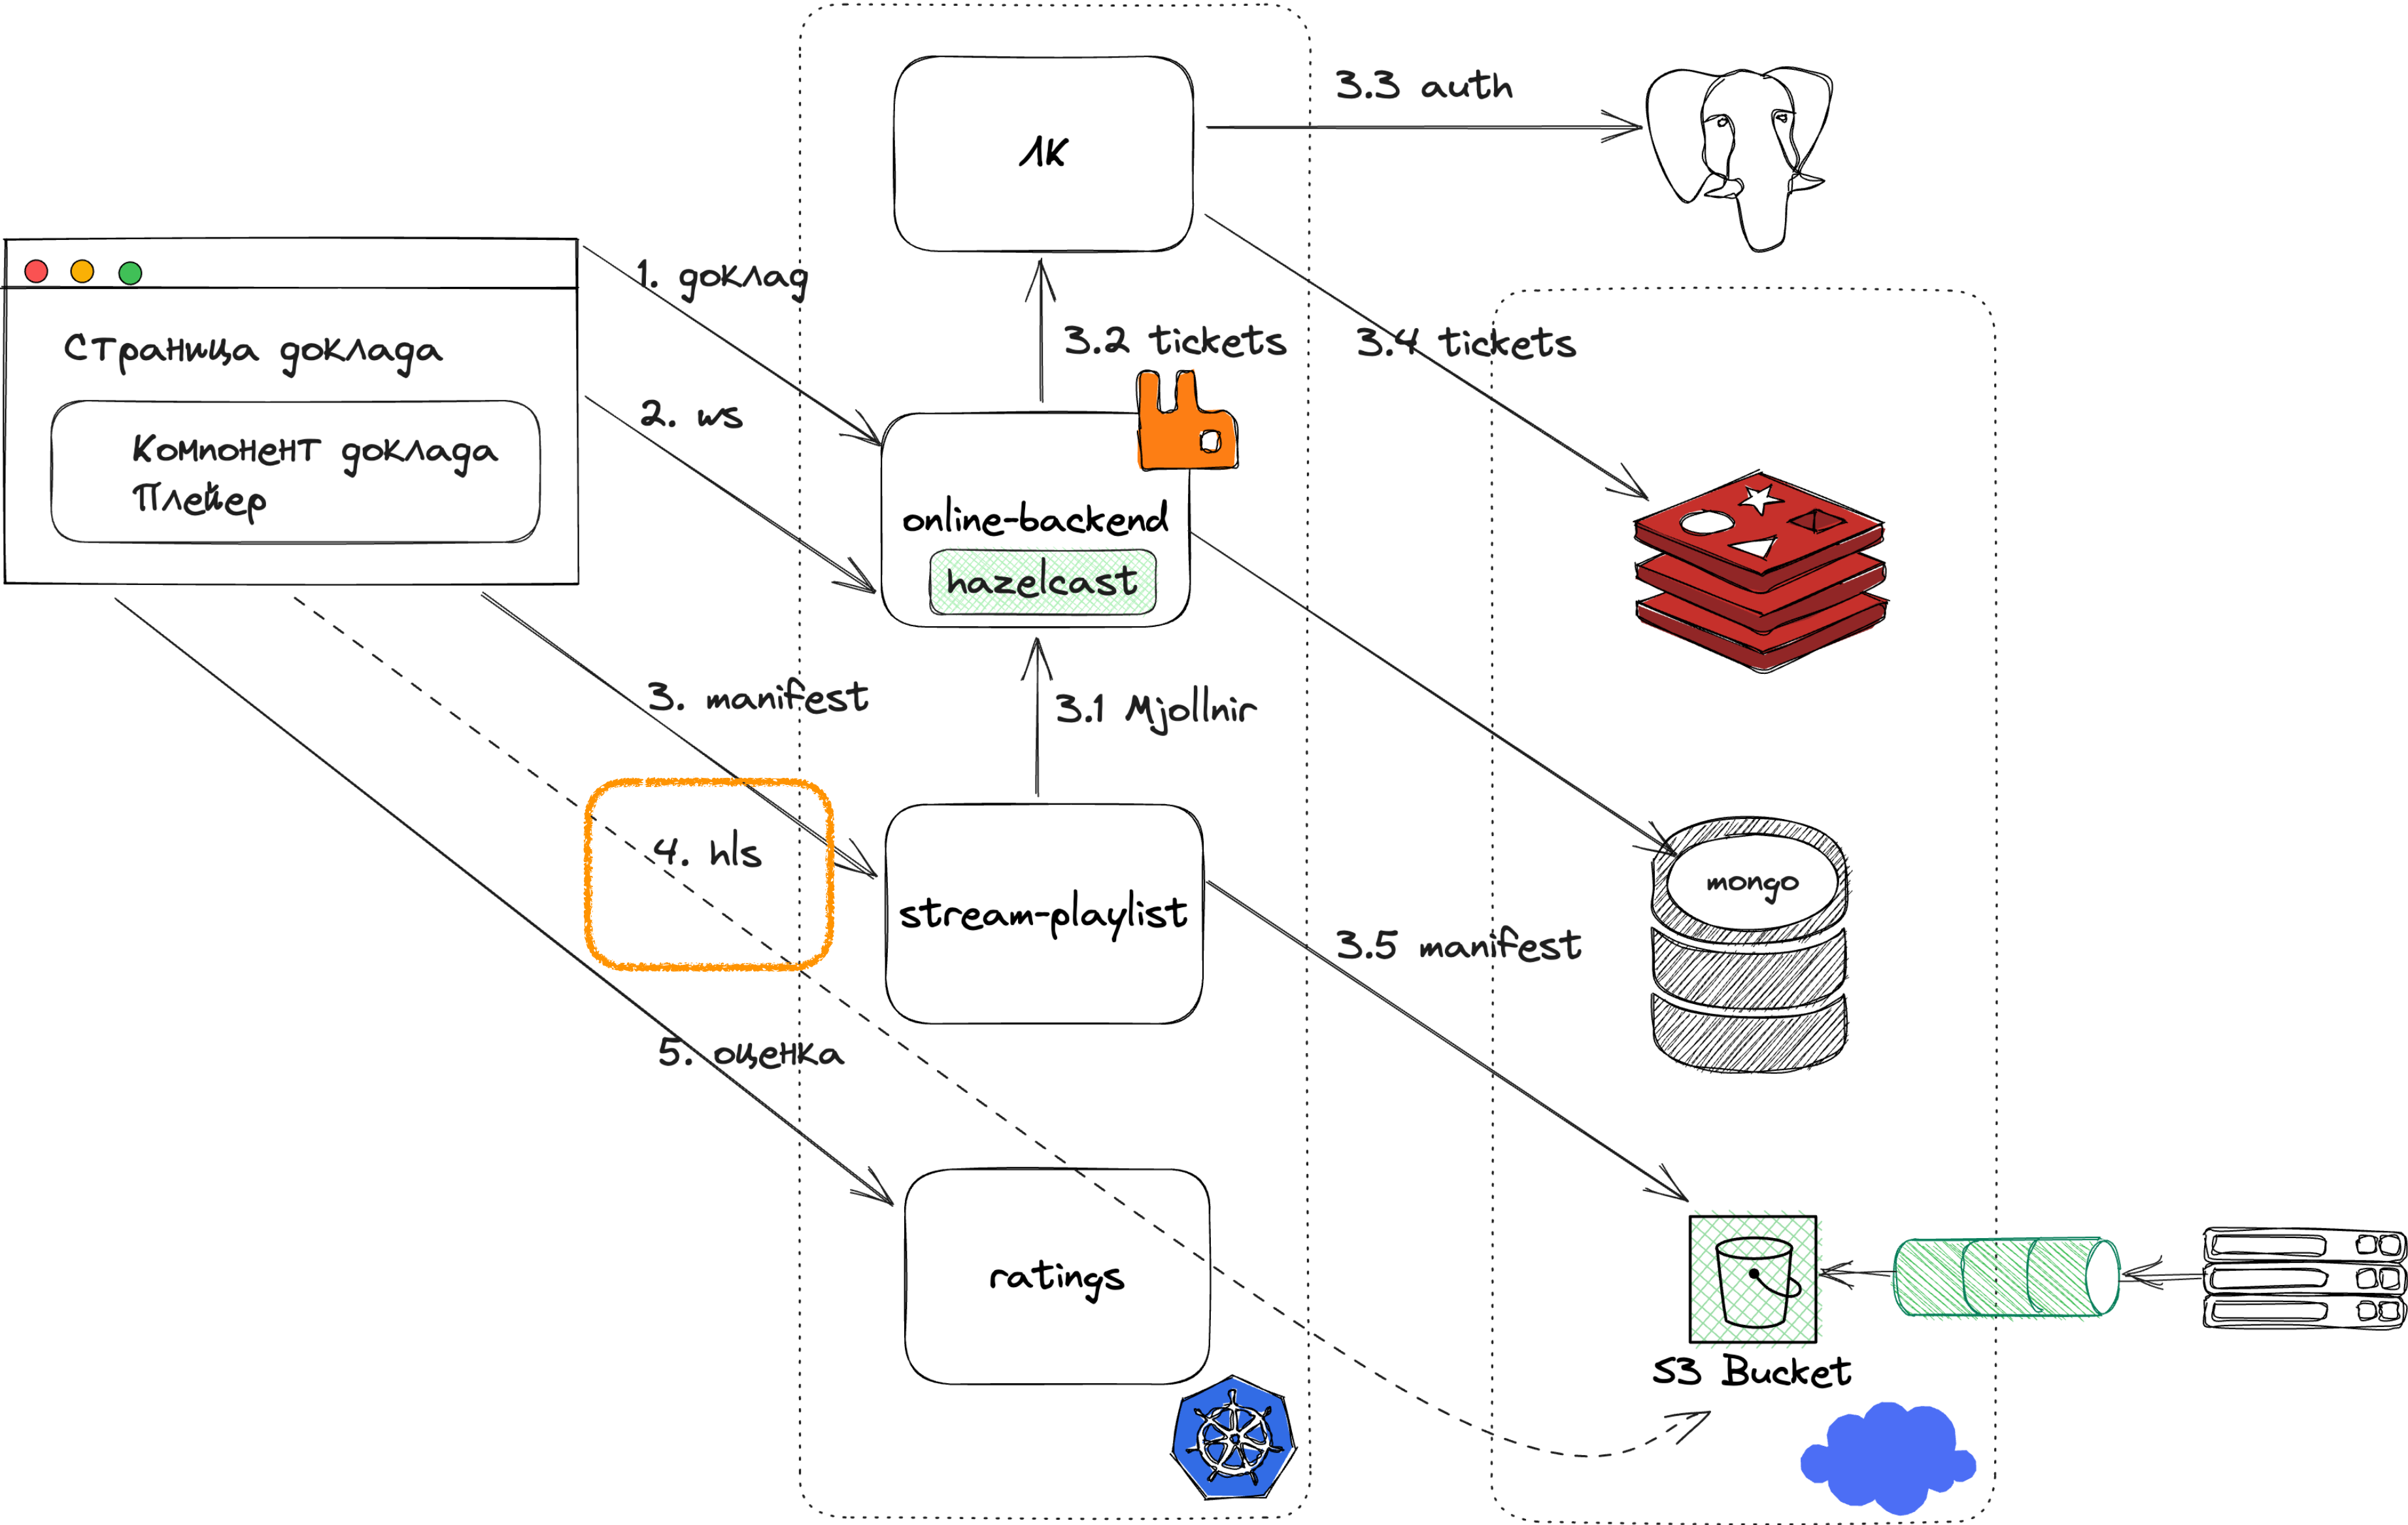 3.3 auth
ЛК
1. доклад
3.2 tickets
3.4 tickets
Страница доклада
2. ws
Компонент доклада
Плейер
online-backend
hazelcast
3. manifest
3.1 Mjollnir
4. hls
mongo
stream-playlist
3.5 manifest
5. оценка
ratings
S3 Bucket